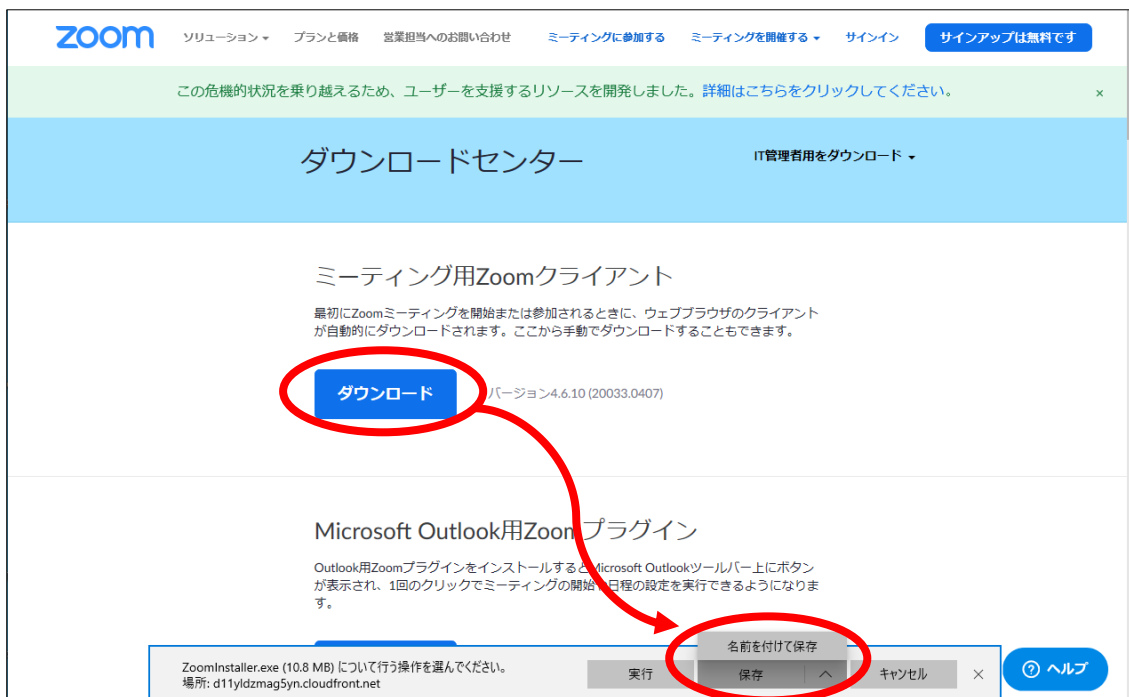 zoom ソリューション プランと価格 営業担当へのお問い合わせ ミーティングに参加する ミーティングを開催する サインイン サインアップは無料です
この危機的状況を乗り越えるため、ユーザーを支援するリソースを開発しました。詳細はこちらをクリックしてください。 ×
ダウンロードセンター IT管理者用をダウンロード
ミーティング用Zoomクライアント
最初にZoomミーティングを開始または参加されるときに、ウェブブラウザのクライアント
が自動的にダウンロードされます。ここから手動でダウンロードすることもできます。
ダウンロード バージョン4.6.10 (20033.0407)
Microsoft Outlook用Zoomプラグイン
Outlook用ZoomプラグインをインストールするとMicrosoft Outlookツールバー上にボタン
が表示され、1回のクリックでミーティングの開始や日程の設定を実行できるようになりま
す。
名前を付けて保存
ZoomInstaller.exe (10.8 MB) について行う操作を選んでください。
場所: d11yldzmag5yn.cloudfront.net
実行 保存 キャンセル ×
? ヘルプ